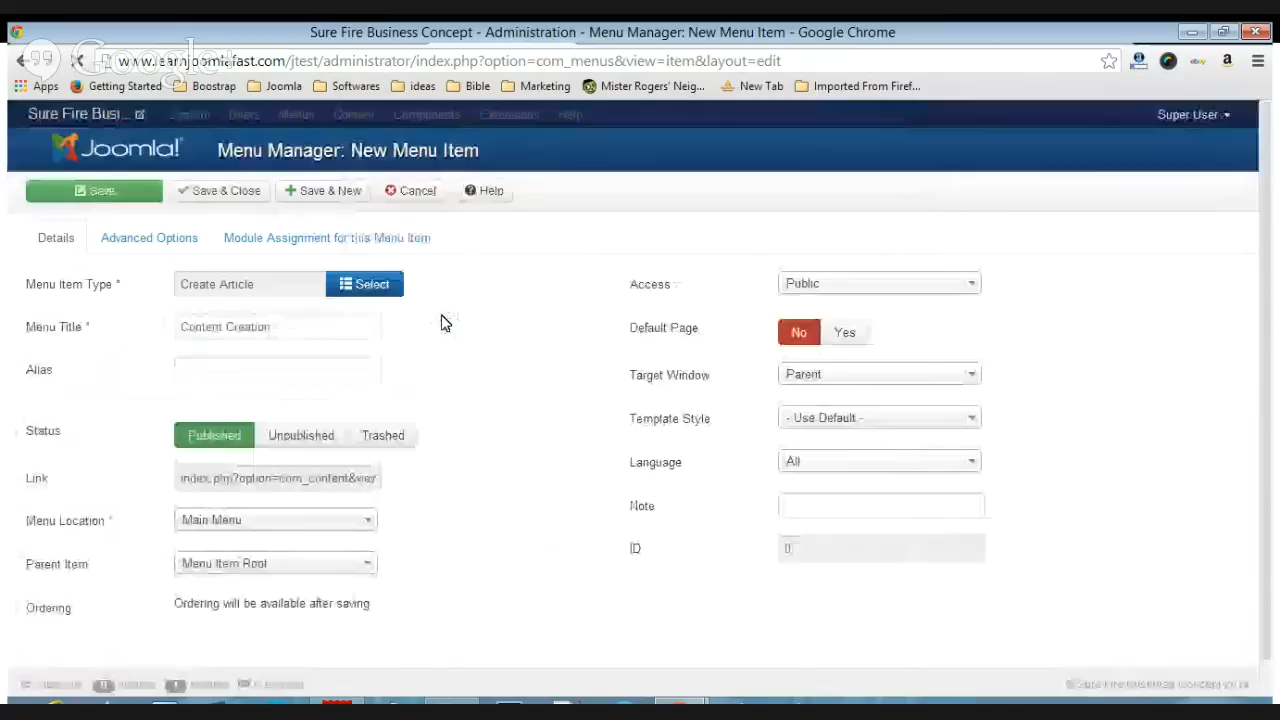 Sure Fire Business Concept - Administration - Menu Manager: New Menu Item - Google Chrome
Google+
www.learnjoomlafast.com/jtest/administrator/index.php?option=com_menus&view=item&layout=edit
Apps Getting Started Boostrap Joomla Softwares ideas Bible Marketing Mister Rogers' Neig... New Tab Imported From Firef...
Sure Fire Busi... System Users Menus Content Components Extensions Help Super User
Joomla! Menu Manager: New Menu Item
Save Save & Close Save & New Cancel Help
Details Advanced Options Module Assignment for this Menu Item
Menu Item Type * Create Article Select Access Public
Menu Title * Content Creation Default Page No Yes
Alias Target Window Parent
Status Published Unpublished Trashed Template Style - Use Default -
Link index.php?option=com_content&view Language All
Menu Location * Main Menu Note
Parent Item Menu Item Root ID 0
Ordering Ordering will be available after saving